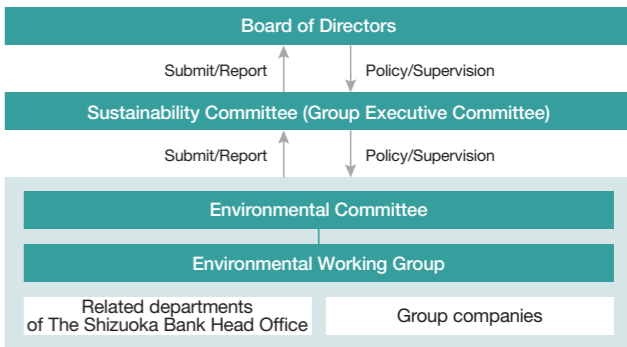 Board of Directors
Submit/Report
Policy/Supervision
Sustainability Committee (Group Executive Committee)
Submit/Report
Policy/Supervision
Environmental Committee
Environmental Working Group
Related departments
of The Shizuoka Bank Head Office
Group companies